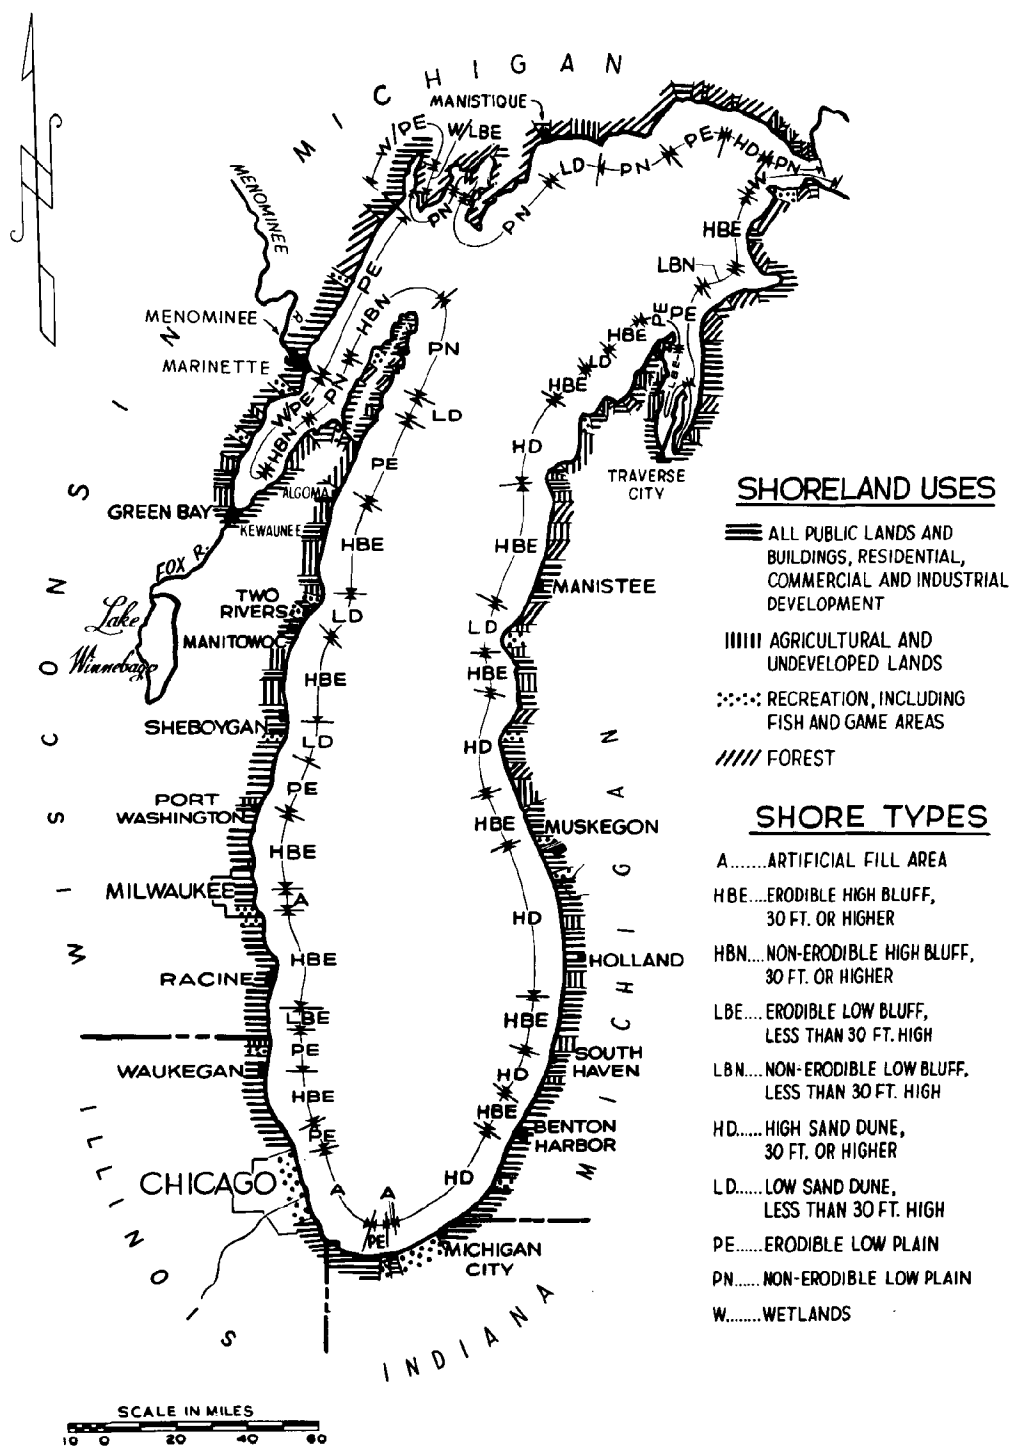 MICHIGAN
MANISTIQUE
W/PE
W/LBE
PE
HD
LD
PN
PN
W
PN
PN
HBE
MENOMINEE
PE
LBN
HBN
MENOMINEE
PE
PE
HBE
MARINETTE
PN
LD
LBE
PN
HBE
W/PE
LD
HBN
HD
PE
TRAVERSE
CITY
ALGOMA
GREEN BAY
KEWAUNEE
HBE
HBE
FOX R.
MANISTEE
TWO
RIVERS
LD
LD
Lake
Winnebago
MANITOWOC
HBE
HBE
WISCONSIN
SHEBOYGAN
LD
HD
PE
PORT
WASHINGTON
HBE
MUSKEGON
HBE
MILWAUKEE
A
HD
MICHIGAN
HBE
HOLLAND
RACINE
LBE
HBE
PE
SOUTH
HAVEN
WAUKEGAN
HD
HBE
HBE
BENTON
HARBOR
PE
ILLINOIS
CHICAGO
HD
A
A
PE
MICHIGAN
CITY
INDIANA
SHORELAND USES
ALL PUBLIC LANDS AND
BUILDINGS, RESIDENTIAL,
COMMERCIAL AND INDUSTRIAL
DEVELOPMENT
AGRICULTURAL AND
UNDEVELOPED LANDS
RECREATION, INCLUDING
FISH AND GAME AREAS
FOREST
SHORE TYPES
A.......ARTIFICIAL FILL AREA
HBE....ERODIBLE HIGH BLUFF,
30 FT. OR HIGHER
HBN....NON-ERODIBLE HIGH BLUFF,
30 FT. OR HIGHER
LBE....ERODIBLE LOW BLUFF,
LESS THAN 30 FT. HIGH
LBN....NON-ERODIBLE LOW BLUFF,
LESS THAN 30 FT. HIGH
HD......HIGH SAND DUNE,
30 FT. OR HIGHER
LD......LOW SAND DUNE,
LESS THAN 30 FT. HIGH
PE......ERODIBLE LOW PLAIN
PN......NON-ERODIBLE LOW PLAIN
W........WETLANDS
SCALE IN MILES
10 0 20 40 60